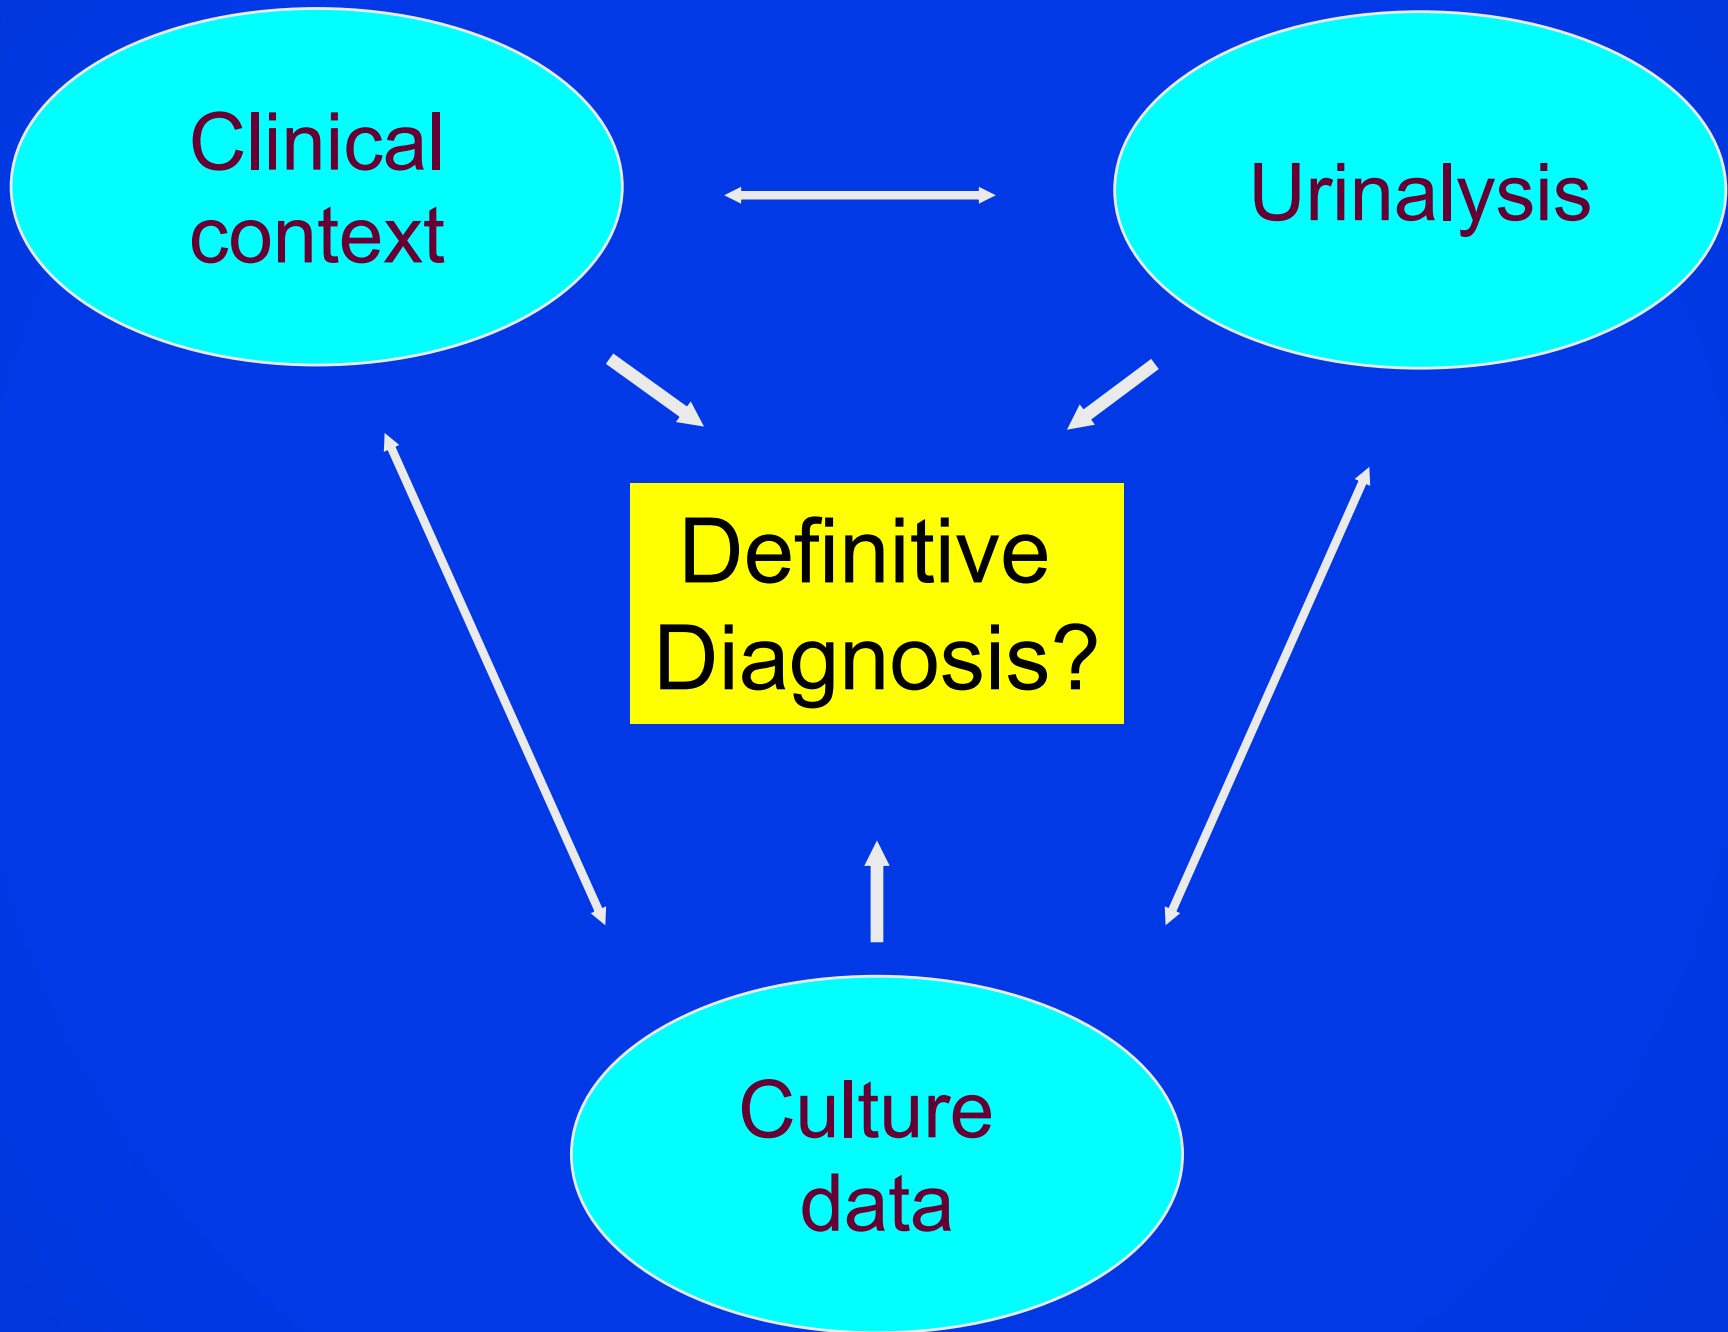 Clinical
context
Urinalysis
Definitive
Diagnosis?
Culture
data